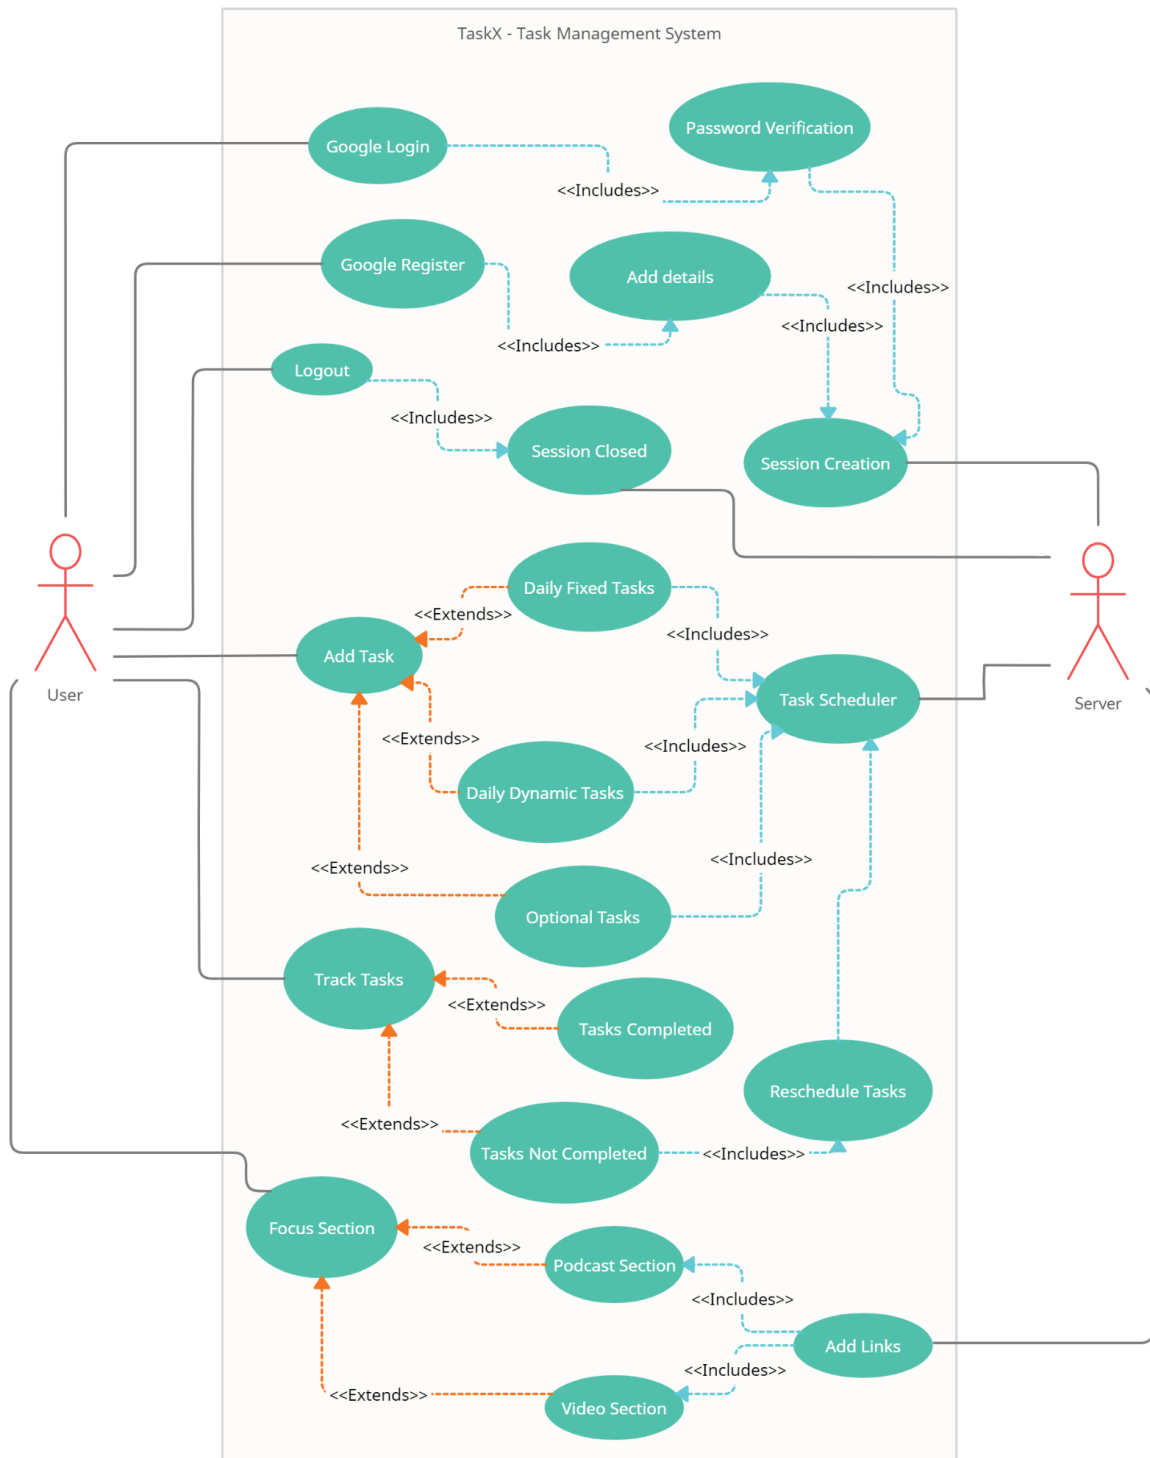 TaskX - Task Management System
Password Verification
Google Login
<<Includes>>
Google Register
Add details
<<Includes>>
<<Includes>>
<<Includes>>
Logout
<<Includes>>
Session Closed
Session Creation
Daily Fixed Tasks
<<Extends>>
<<Includes>>
Add Task
User
Task Scheduler
Server
<<Extends>>
<<Includes>>
Daily Dynamic Tasks
<<Includes>>
<<Extends>>
Optional Tasks
Track Tasks
<<Extends>>
Tasks Completed
Reschedule Tasks
<<Extends>>
Tasks Not Completed
<<Includes>>
Focus Section
<<Extends>>
Podcast Section
<<Includes>>
Add Links
<<Includes>>
<<Extends>>
Video Section